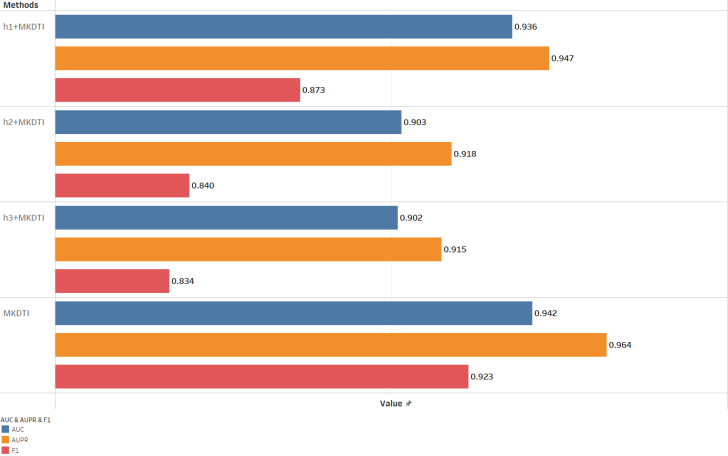 Methods
h1+MKDTI
0.936
0.947
0.873
h2+MKDTI
0.903
0.918
0.840
h3+MKDTI
0.902
0.915
0.834
MKDTI
0.942
0.964
0.923
Value
AUC & AUPR & F1
AUC
AUPR
F1